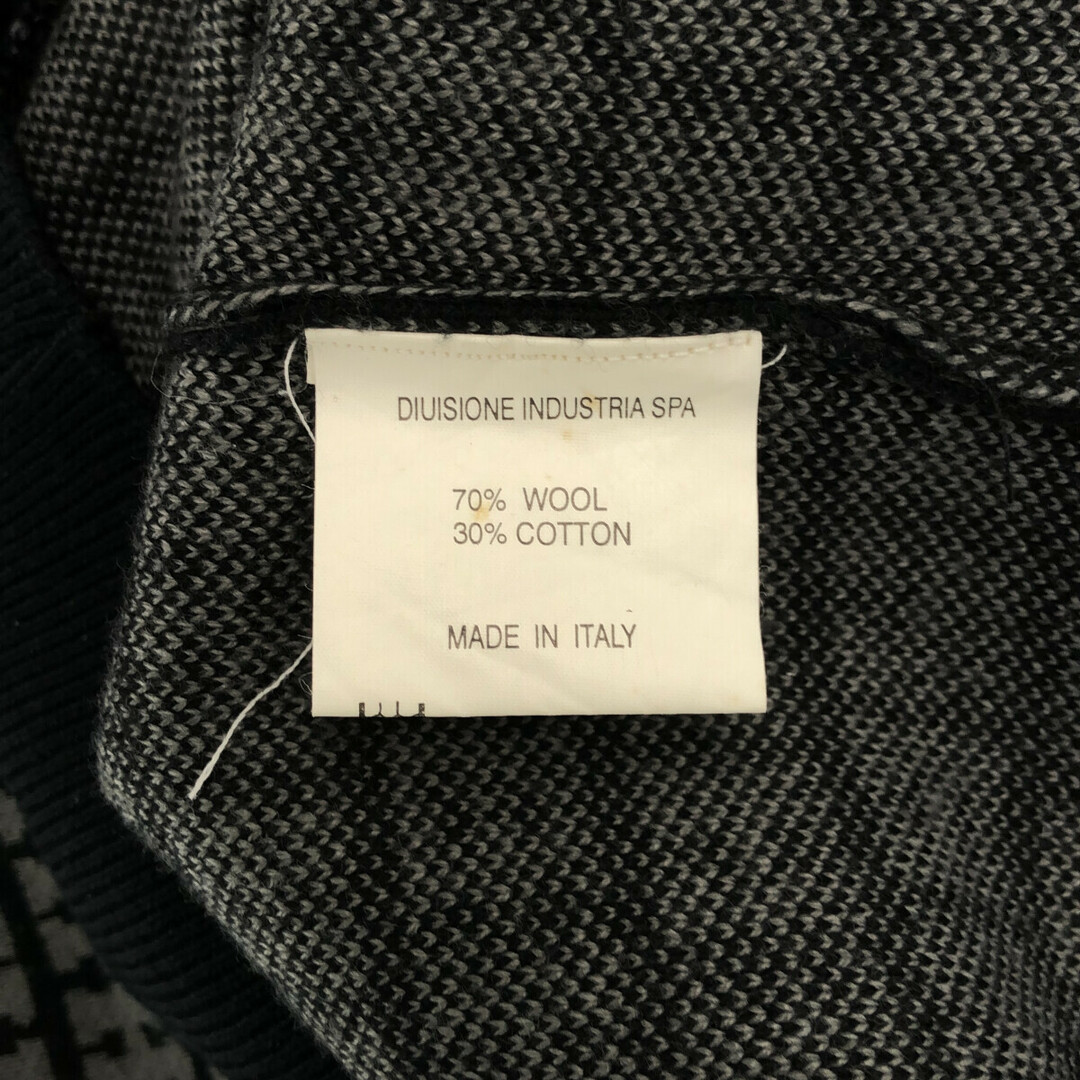 DIUISIONE INDUSTRIA SPA
70% WOOL
30% COTTON
MADE IN ITALY